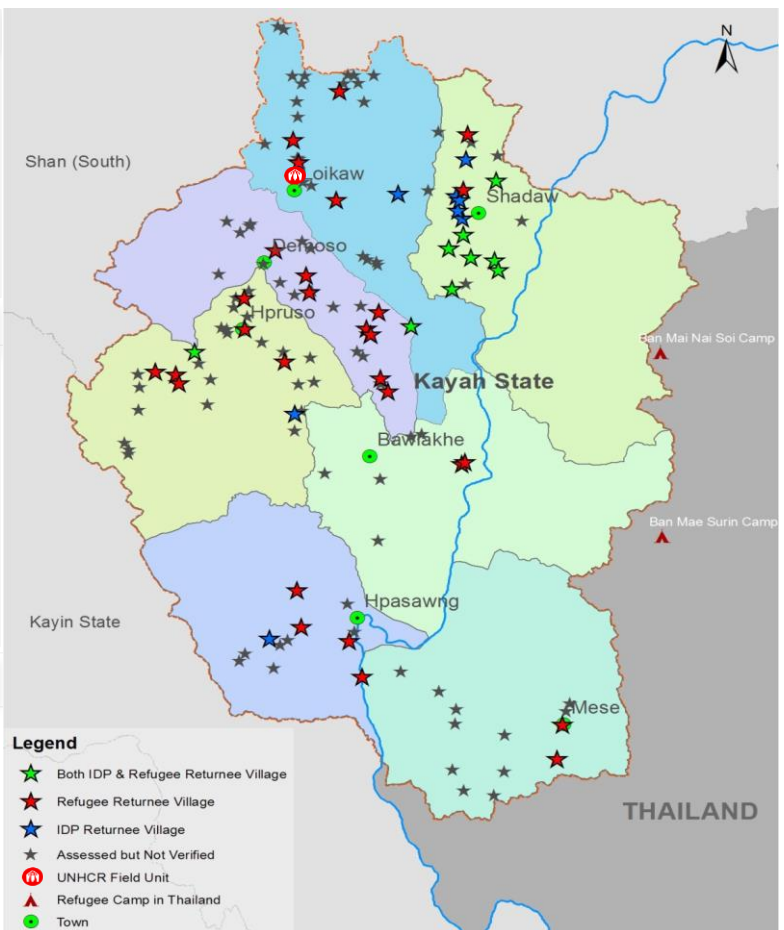 N
Shan (South)
Loikaw
Shadaw
Demoso
Hpruso
Ban Mai Nai Soi Camp
Kayah State
Bawlakhe
Ban Mae Surin Camp
Hpasawng
Kayin State
Mese
THAILAND
Legend
Both IDP & Refugee Returnee Village
Refugee Returnee Village
IDP Returnee Village
Assessed but Not Verified
UNHCR Field Unit
Refugee Camp in Thailand
Town